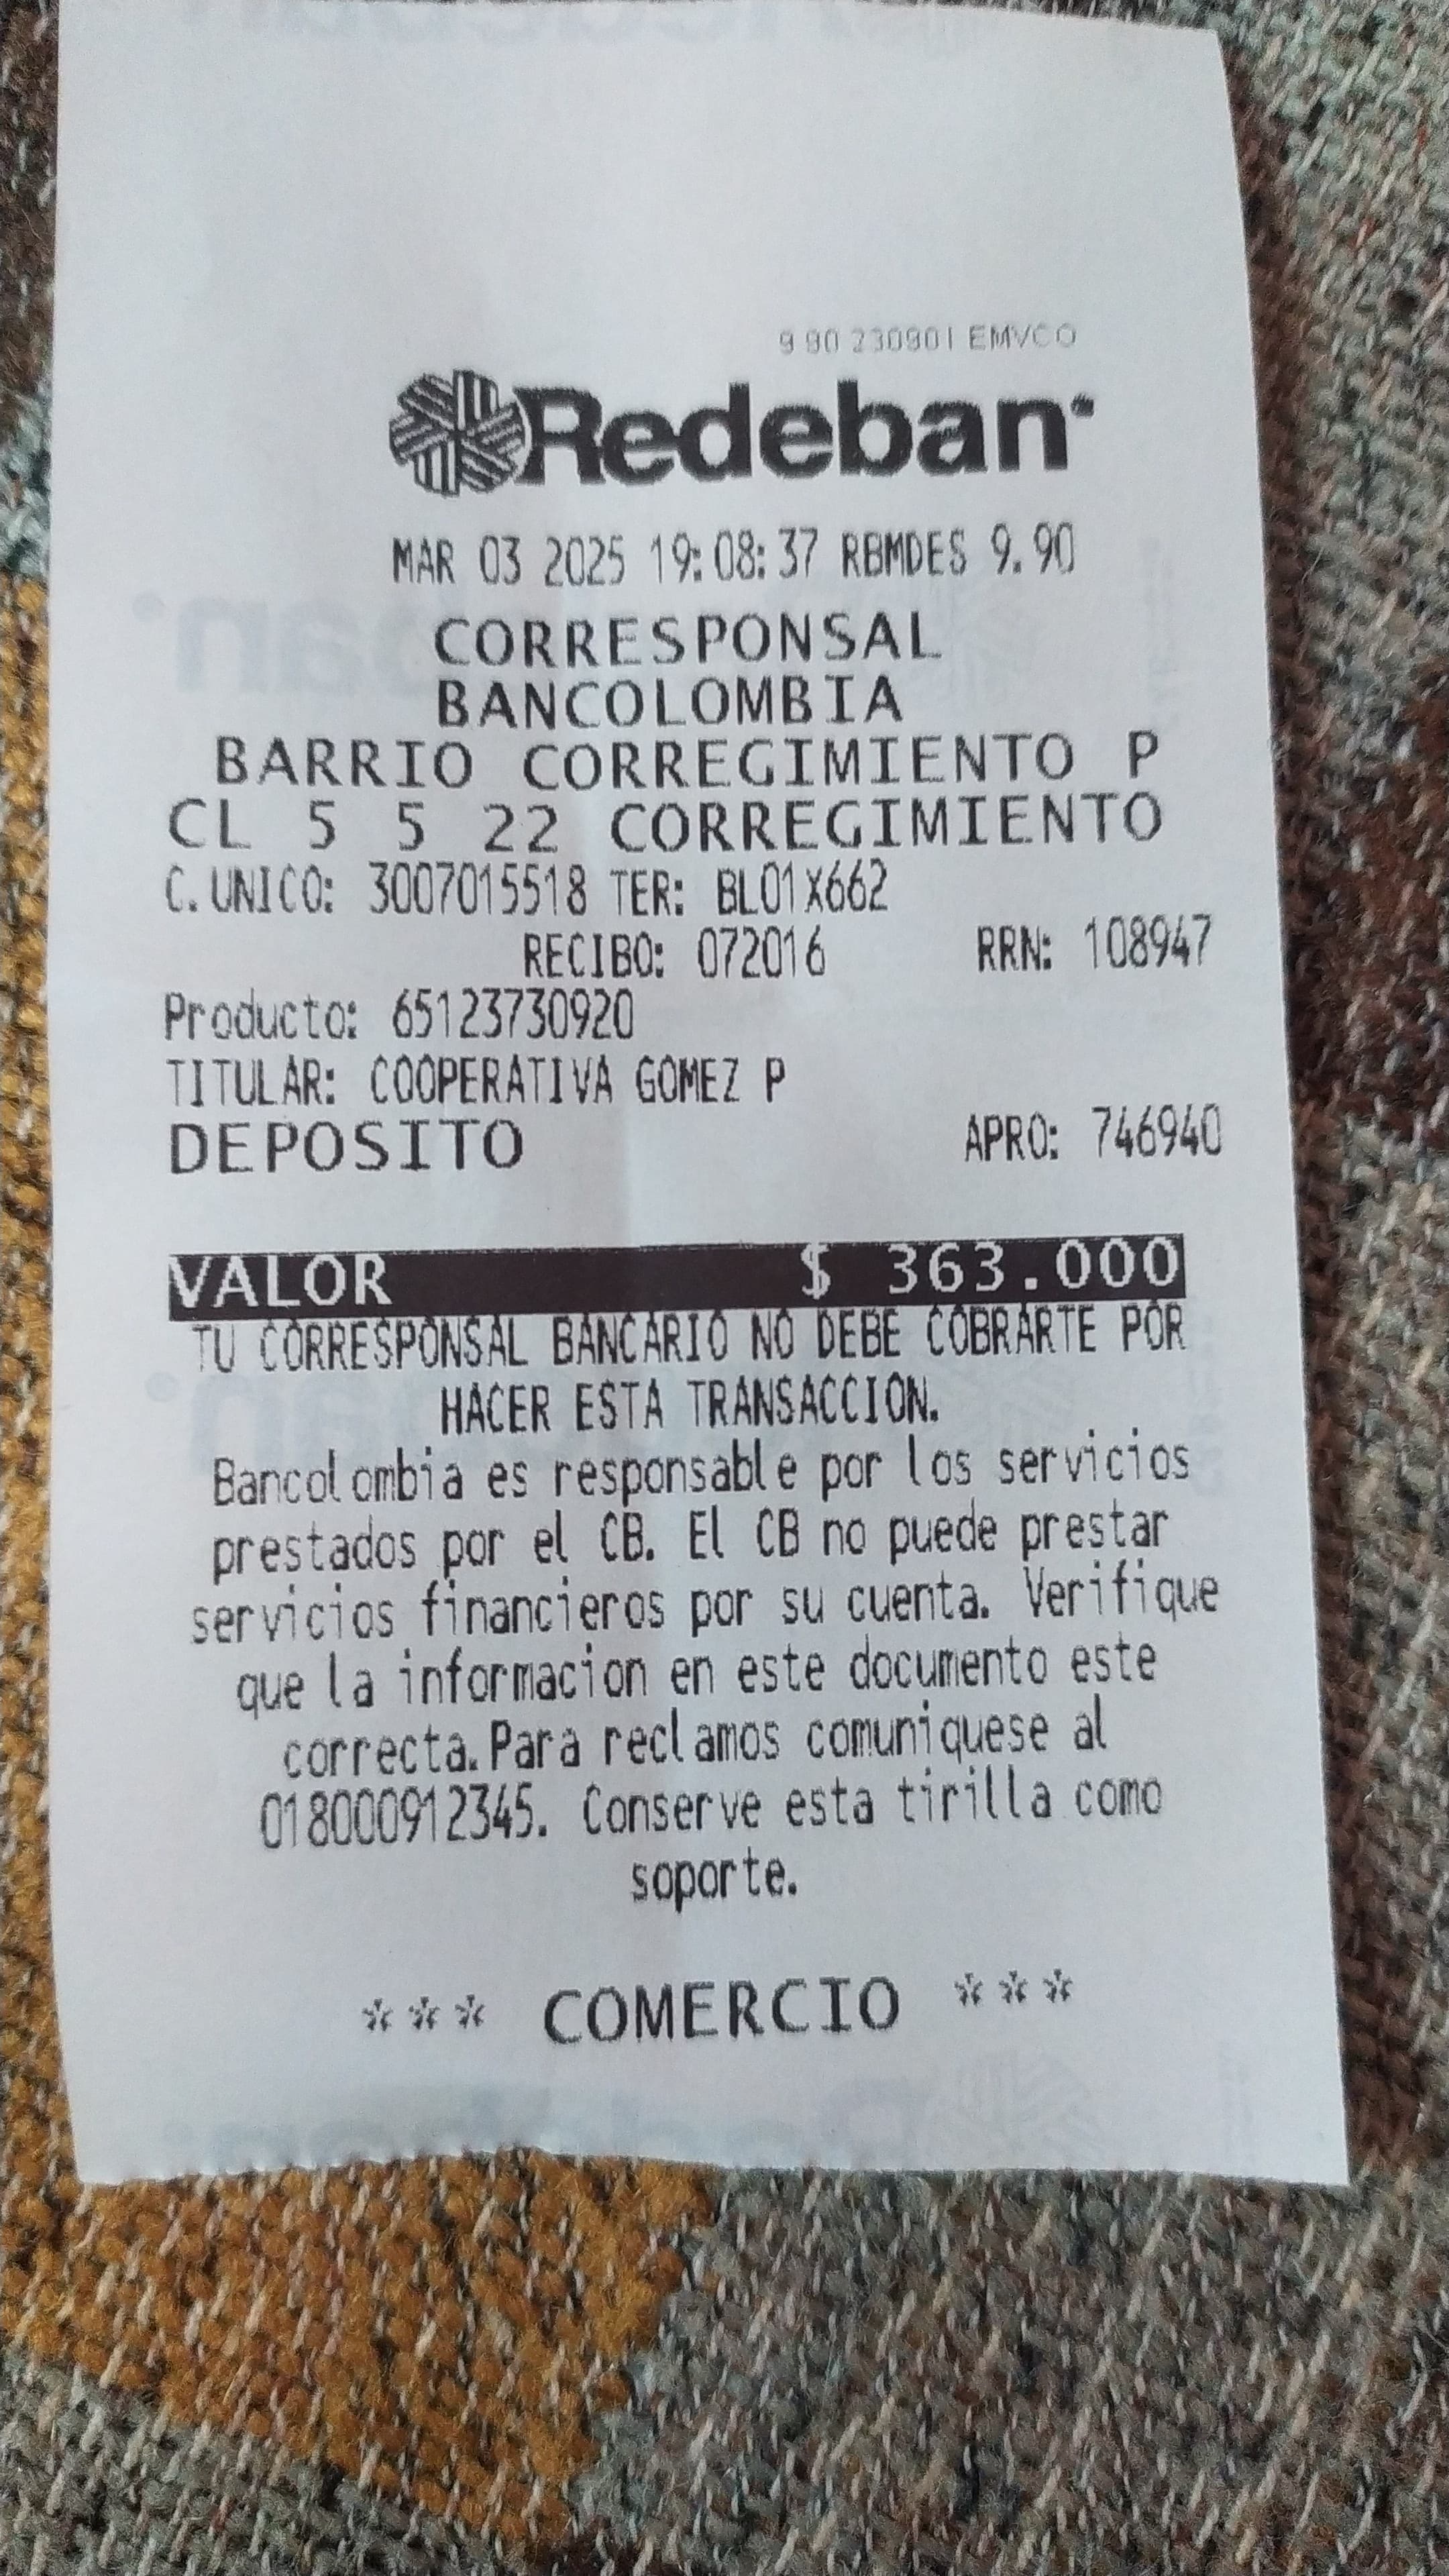 9 90 230901 EMVCO
Redeban
MAR 03 2025 19:08:37 RBMDES 9.90
CORRESPONSAL
BANCOLOMBIA
BARRIO CORREGIMIENTO P
CL 5 5 22 CORREGIMIENTO
C.UNICO: 3007015518 TER: BL01X662
RECIBO: 072016 RRN: 108947
Producto: 65123730920
TITULAR: COOPERATIVA GOMEZ P
DEPOSITO APRO: 746940
VALOR $ 363.000
TU CORRESPONSAL BANCARIO NO DEBE COBRARTE POR
HACER ESTA TRANSACCION.
Bancolombia es responsable por los servicios
prestados por el CB. El CB no puede prestar
servicios financieros por su cuenta. Verifique
que la informacion en este documento este
correcta.Para reclamos comuniquese al
018000912345. Conserve esta tirilla como
soporte.
*** COMERCIO ***